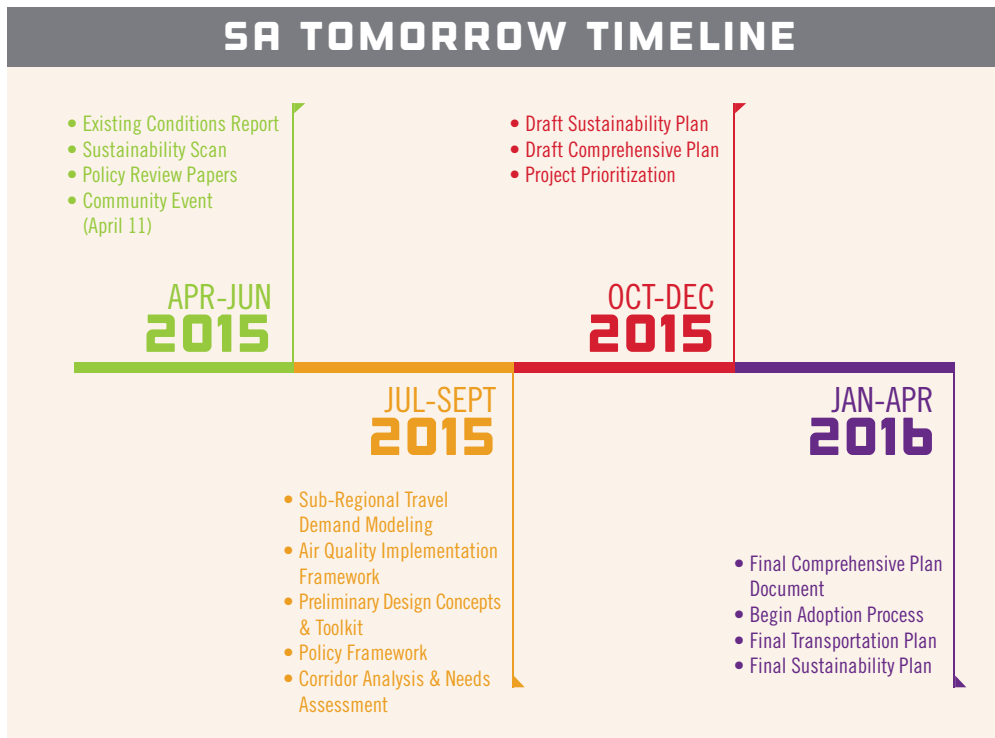 SA TOMORROW TIMELINE
• Existing Conditions Report
• Sustainability Scan
• Policy Review Papers
• Community Event
(April 11)
APR-JUN
2015
JUL-SEPT
2015
• Sub-Regional Travel
Demand Modeling
• Air Quality Implementation
Framework
• Preliminary Design Concepts
& Toolkit
• Policy Framework
• Corridor Analysis & Needs
Assessment
• Draft Sustainability Plan
• Draft Comprehensive Plan
• Project Prioritization
OCT-DEC
2015
JAN-APR
2016
• Final Comprehensive Plan
Document
• Begin Adoption Process
• Final Transportation Plan
• Final Sustainability Plan